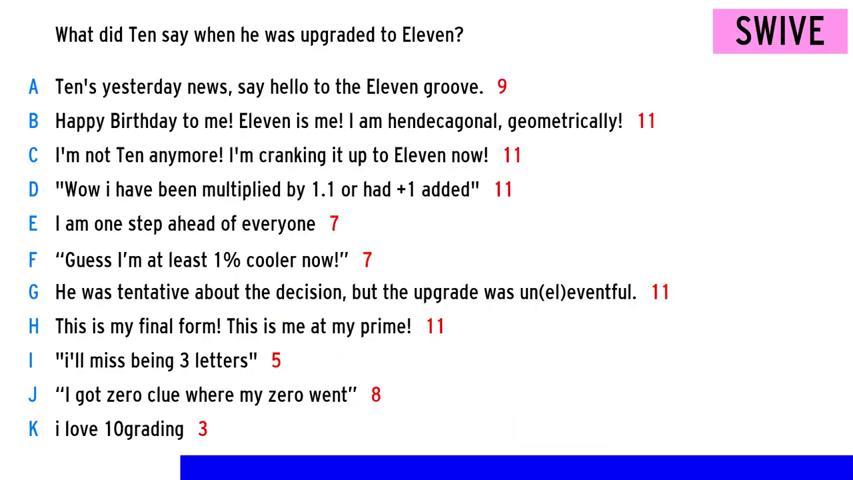 What did Ten say when he was upgraded to Eleven?
SWIVE
A Ten's yesterday news, say hello to the Eleven groove. 9
B Happy Birthday to me! Eleven is me! I am hendecagonal, geometrically! 11
C I'm not Ten anymore! I'm cranking it up to Eleven now! 11
D "Wow i have been multiplied by 1.1 or had +1 added" 11
E I am one step ahead of everyone 7
F “Guess I’m at least 1% cooler now!” 7
G He was tentative about the decision, but the upgrade was un(el)eventful. 11
H This is my final form! This is me at my prime! 11
I "i'll miss being 3 letters" 5
J “I got zero clue where my zero went” 8
K i love 10grading 3